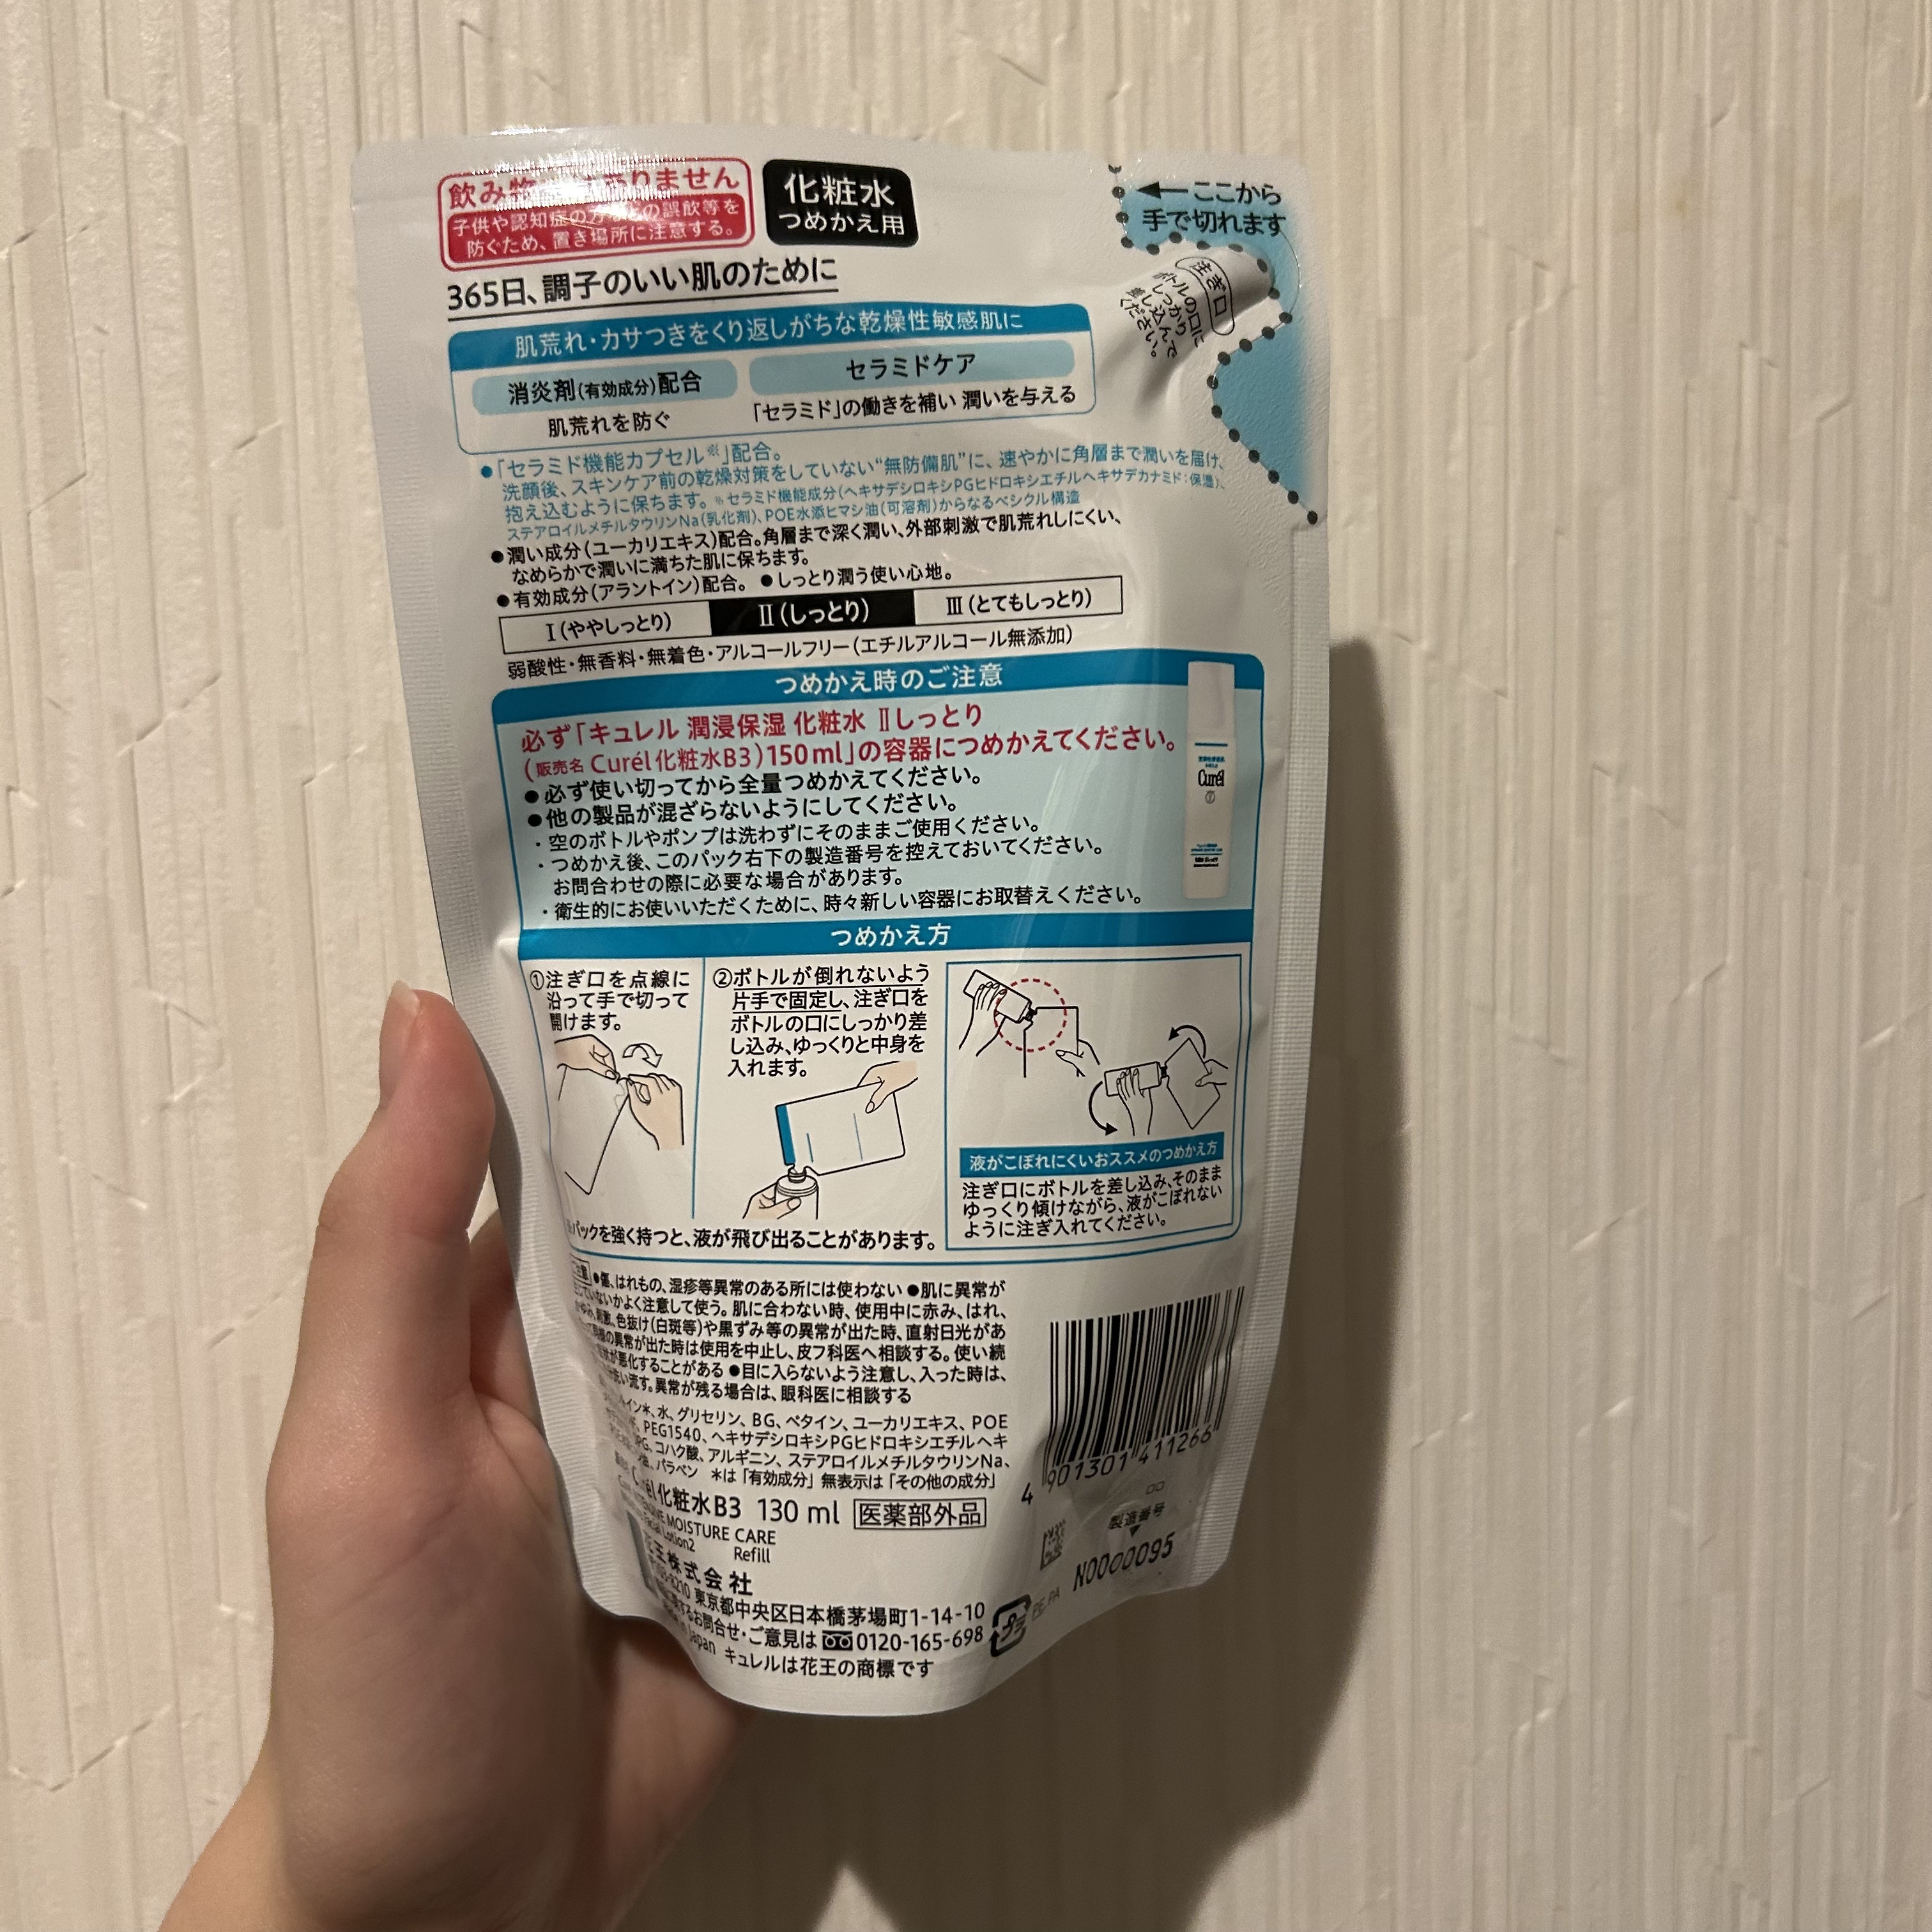 飲み物ではありません
子供や認知症の方などの誤飲等を
防ぐため、置き場所に注意する。
化粧水
つめかえ用
ここから
手で切れます
注ぎ口
ボトルの口に
しっかり
差し込んで
ください。
365日、調子のいい肌のために
肌荒れ・カサつきをくり返しがちな乾燥性敏感肌に
消炎剤(有効成分)配合
肌荒れを防ぐ
セラミドケア
「セラミド」の働きを補い 潤いを与える
●「セラミド機能カプセル※」配合。
洗顔後、スキンケア前の乾燥対策をしていない“無防備肌”に、速やかに角層まで潤いを届け、
抱え込むように保ちます。※セラミド機能成分(ヘキサデシロキシPGヒドロキシエチルヘキサデカナミド:保湿)、
ステアロイルメチルタウリンNa(乳化剤)、POE水添ヒマシ油(可溶剤)からなるベシクル構造
●潤い成分(ユーカリエキス)配合。角層まで深く潤い、外部刺激で肌荒れしにくい、
なめらかで潤いに満ちた肌に保ちます。
●有効成分(アラントイン)配合。 ●しっとり潤う使い心地。
Ⅰ(ややしっとり) Ⅱ(しっとり) Ⅲ(とてもしっとり)
弱酸性・無香料・無着色・アルコールフリー(エチルアルコール無添加)
つめかえ時のご注意
必ず「キュレル 潤浸保湿 化粧水 Ⅱしっとり
(販売名 Curél化粧水B3)150ml」の容器につめかえてください。
●必ず使い切ってから全量つめかえてください。
●他の製品が混ざらないようにしてください。
・空のボトルやポンプは洗わずにそのままご使用ください。
・つめかえ後、このパック右下の製造番号を控えておいてください。
お問合わせの際に必要な場合があります。
・衛生的にお使いいただくために、時々新しい容器にお取替えください。
Curél
つめかえ方
①注ぎ口を点線に
沿って手で切って
開けます。
②ボトルが倒れないよう
片手で固定し、注ぎ口を
ボトルの口にしっかり差
し込み、ゆっくりと中身を
入れます。
液がこぼれにくいおススメのつめかえ方
注ぎ口にボトルを差し込み、そのまま
ゆっくり傾けながら、液がこぼれない
ように注ぎ入れてください。
パックを強く持つと、液が飛び出ることがあります。
●傷、はれもの、湿疹等異常のある所には使わない ●肌に異常が
いないかよく注意して使う。肌に合わない時、使用中に赤み、はれ、
刺激、色抜け(白斑等)や黒ずみ等の異常が出た時、直射日光があ
の異常が出た時は使用を中止し、皮フ科医へ相談する。使い続
が悪化することがある ●目に入らないよう注意し、入った時は、
洗い流す。異常が残る場合は、眼科医に相談する
イン*、水、グリセリン、BG、ベタイン、ユーカリエキス、POE
PEG1540、ヘキサデシロキシPGヒドロキシエチルヘキ
PG、コハク酸、アルギニン、ステアロイルメチルタウリンNa、
パラベン *は「有効成分」無表示は「その他の成分」
Curél化粧水B3 130 ml 医薬部外品
MOISTURE CARE
Facial Lotion2
Refill
花王株式会社
103-8210 東京都中央区日本橋茅場町1-14-10
お問合せ・ご意見は 0120-165-698
Japan キュレルは花王の商標です
4 901301 411266
製造番号
N0000095
プラ
PE,PA